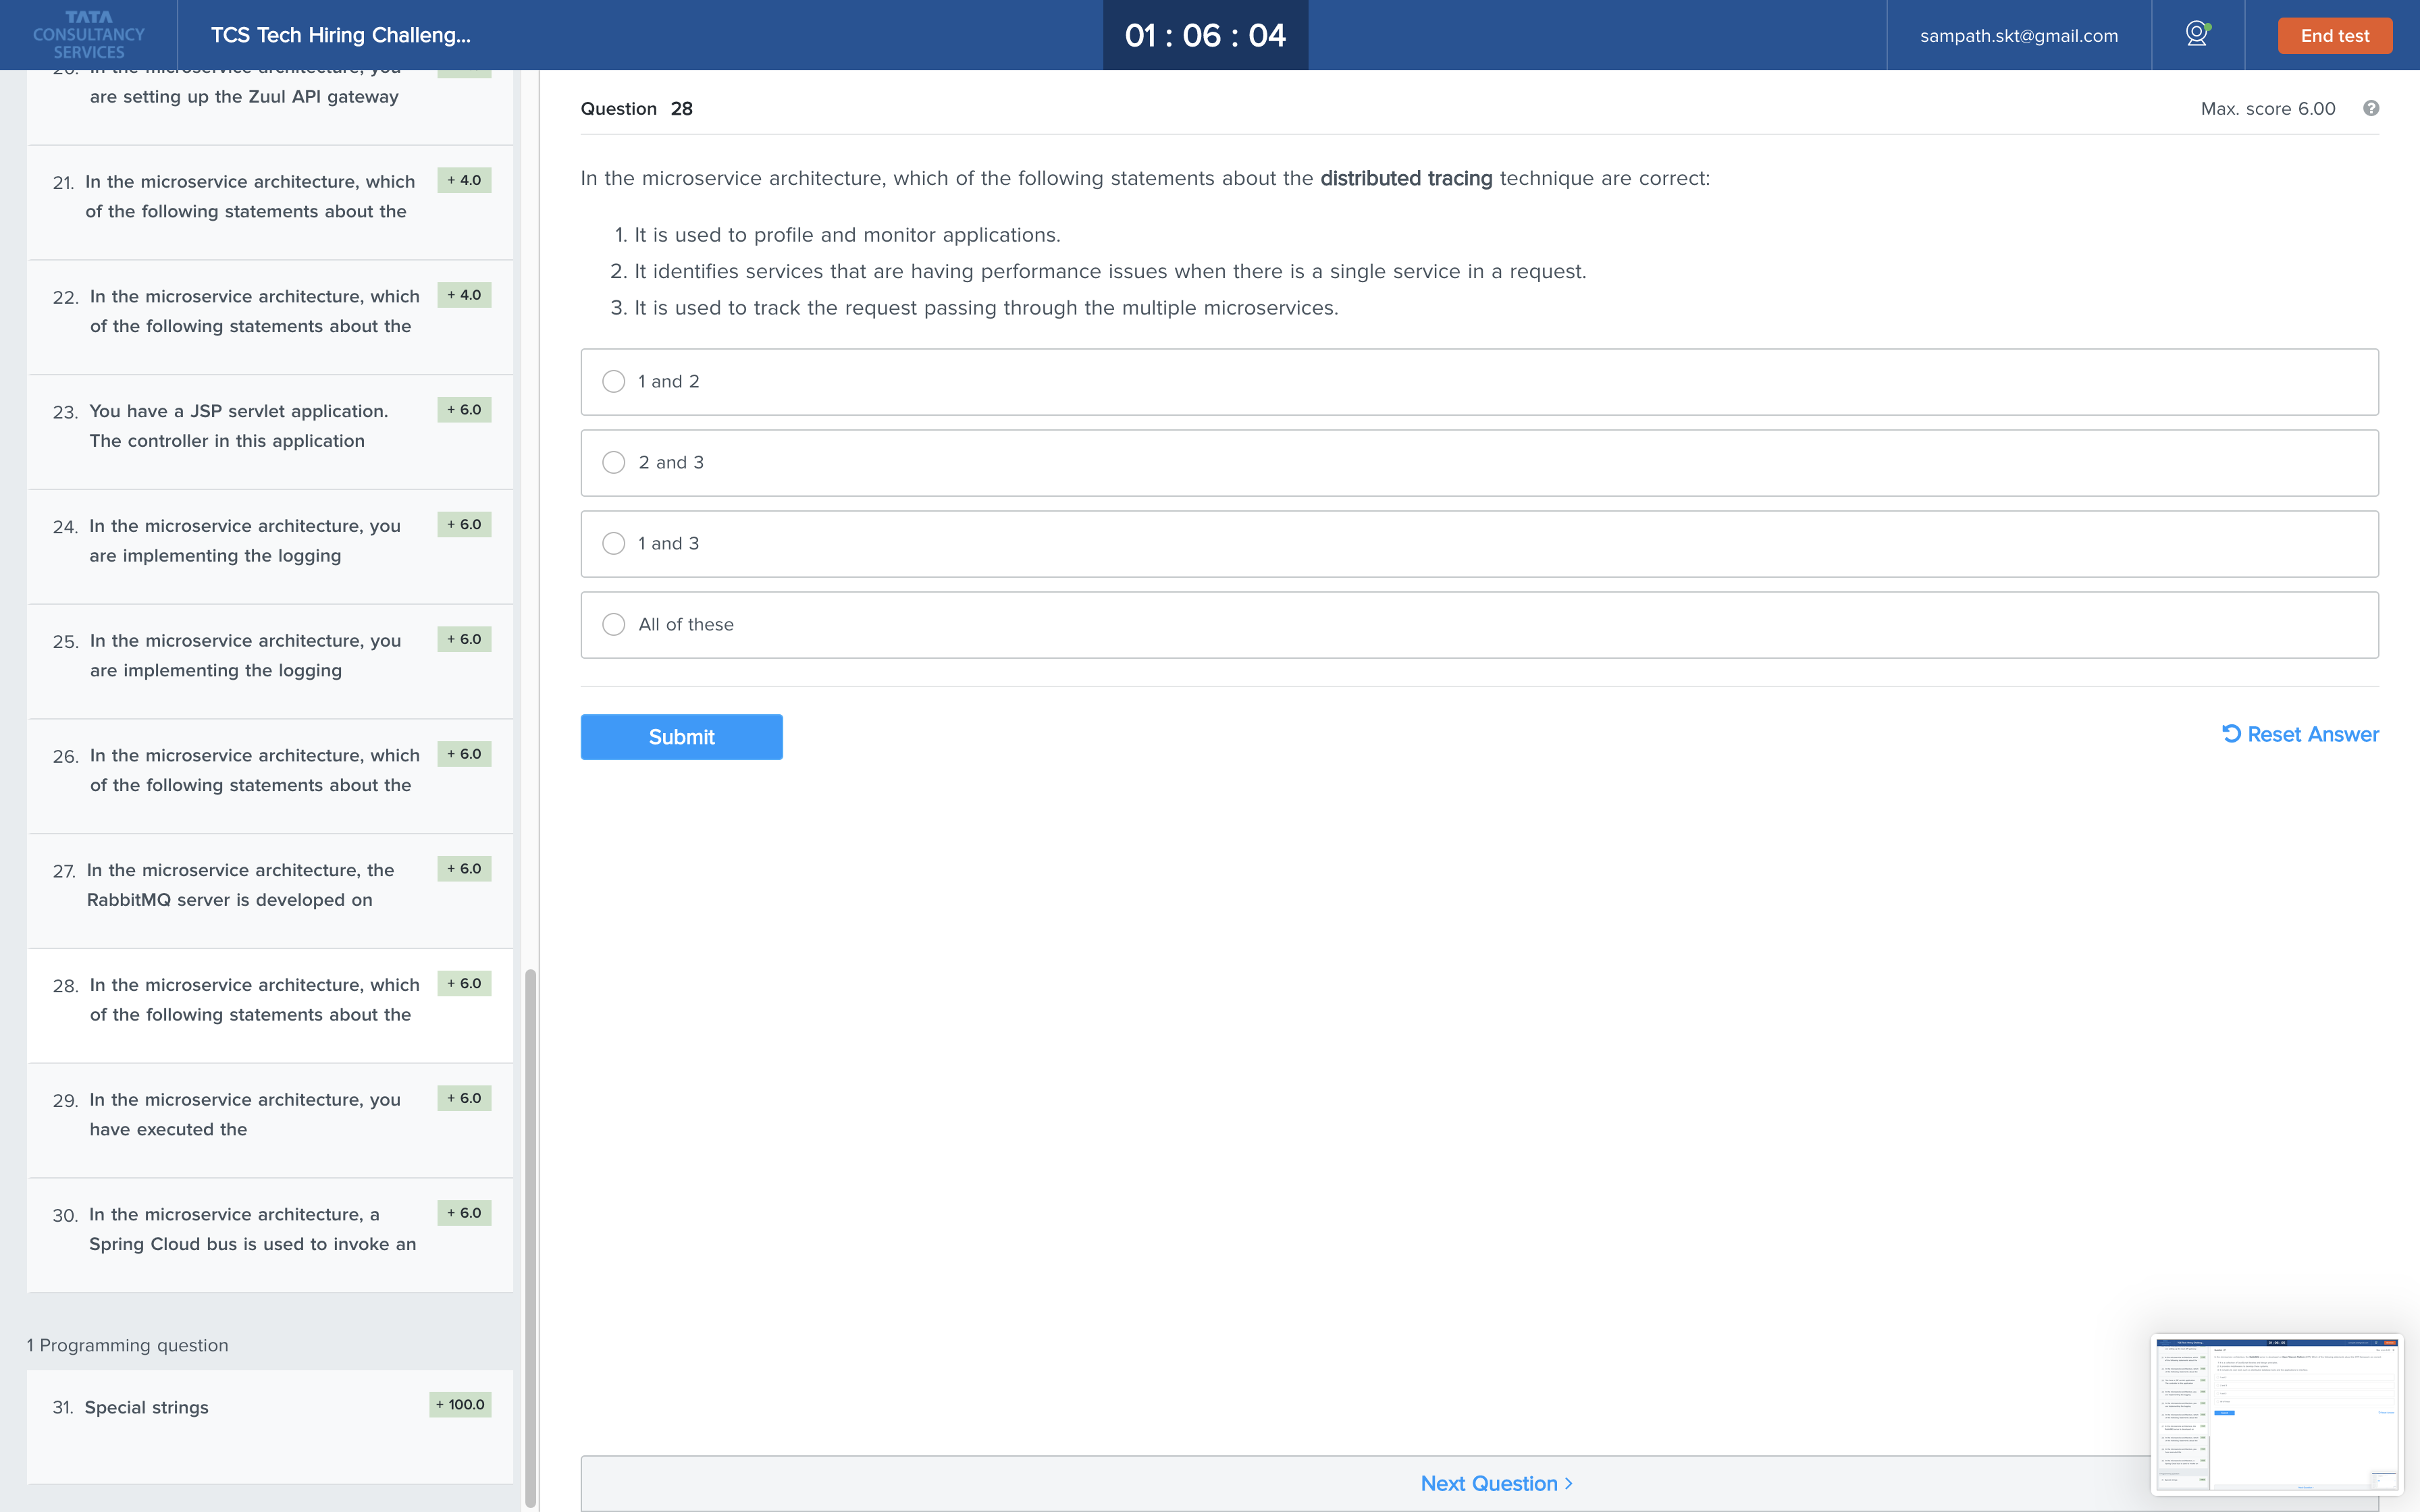 TATA
CONSULTANCY
SERVICES
TCS Tech Hiring Challeng...
01 : 06 : 04
sampath.skt@gmail.com
End test
20. In the microservice architecture, you
are setting up the Zuul API gateway
21. In the microservice architecture, which
of the following statements about the
+ 4.0
22. In the microservice architecture, which
of the following statements about the
+ 4.0
23. You have a JSP servlet application.
The controller in this application
+ 6.0
24. In the microservice architecture, you
are implementing the logging
+ 6.0
25. In the microservice architecture, you
are implementing the logging
+ 6.0
26. In the microservice architecture, which
of the following statements about the
+ 6.0
27. In the microservice architecture, the
RabbitMQ server is developed on
+ 6.0
28. In the microservice architecture, which
of the following statements about the
+ 6.0
29. In the microservice architecture, you
have executed the
+ 6.0
30. In the microservice architecture, a
Spring Cloud bus is used to invoke an
+ 6.0
1 Programming question
31. Special strings
+ 100.0
Question 28
Max. score 6.00
In the microservice architecture, which of the following statements about the distributed tracing technique are correct:
1. It is used to profile and monitor applications.
2. It identifies services that are having performance issues when there is a single service in a request.
3. It is used to track the request passing through the multiple microservices.
1 and 2
2 and 3
1 and 3
All of these
Submit
Reset Answer
Next Question >